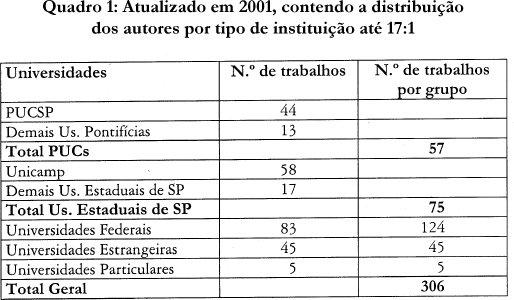 Quadro 1: Atualizado em 2001, contendo a distribuição
dos autores por tipo de instituição até 17:1
Universidades N.º de trabalhos N.º de trabalhos
por grupo
PUCSP 44
Demais Us. Pontifícias 13
Total PUCs 57
Unicamp 58
Demais Us. Estaduais de SP 17
Total Us. Estaduais de SP 75
Universidades Federais 83 124
Universidades Estrangeiras 45 45
Universidades Particulares 5 5
Total Geral 306